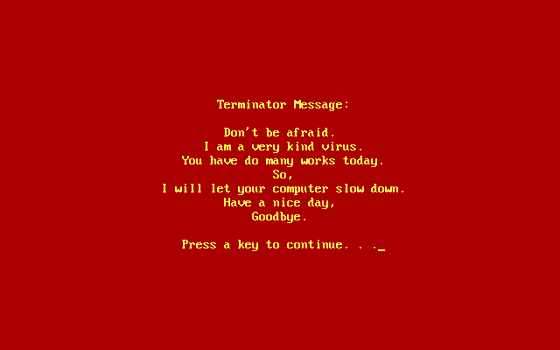 Terminator Message:
Don't be afraid.
I am a very kind virus.
You have do many works today.
So,
I will let your computer slow down.
Have a nice day,
Goodbye.
Press a key to continue. . ._